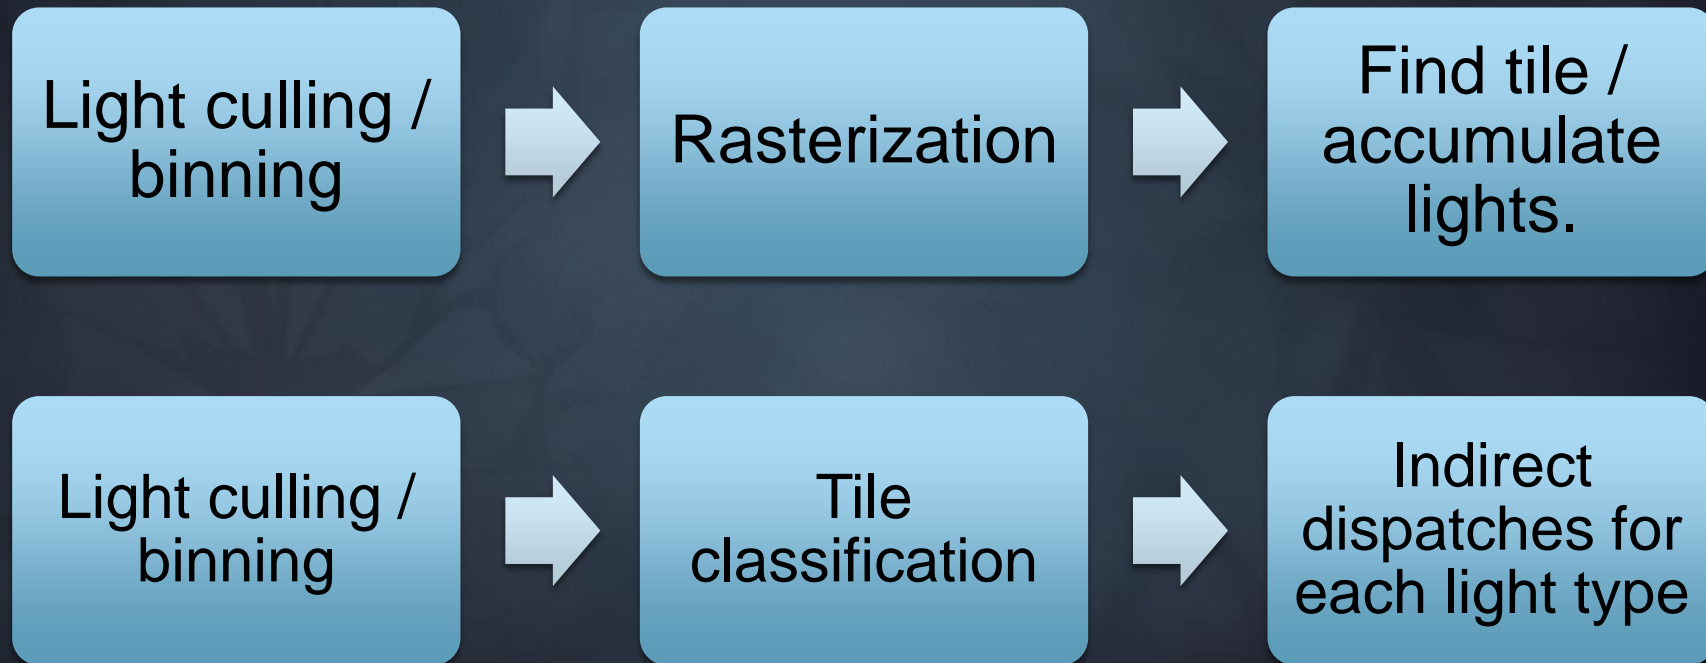 Light culling /
binning
Rasterization
Find tile /
accumulate
lights.
Light culling /
binning
Tile
classification
Indirect
dispatches for
each light type